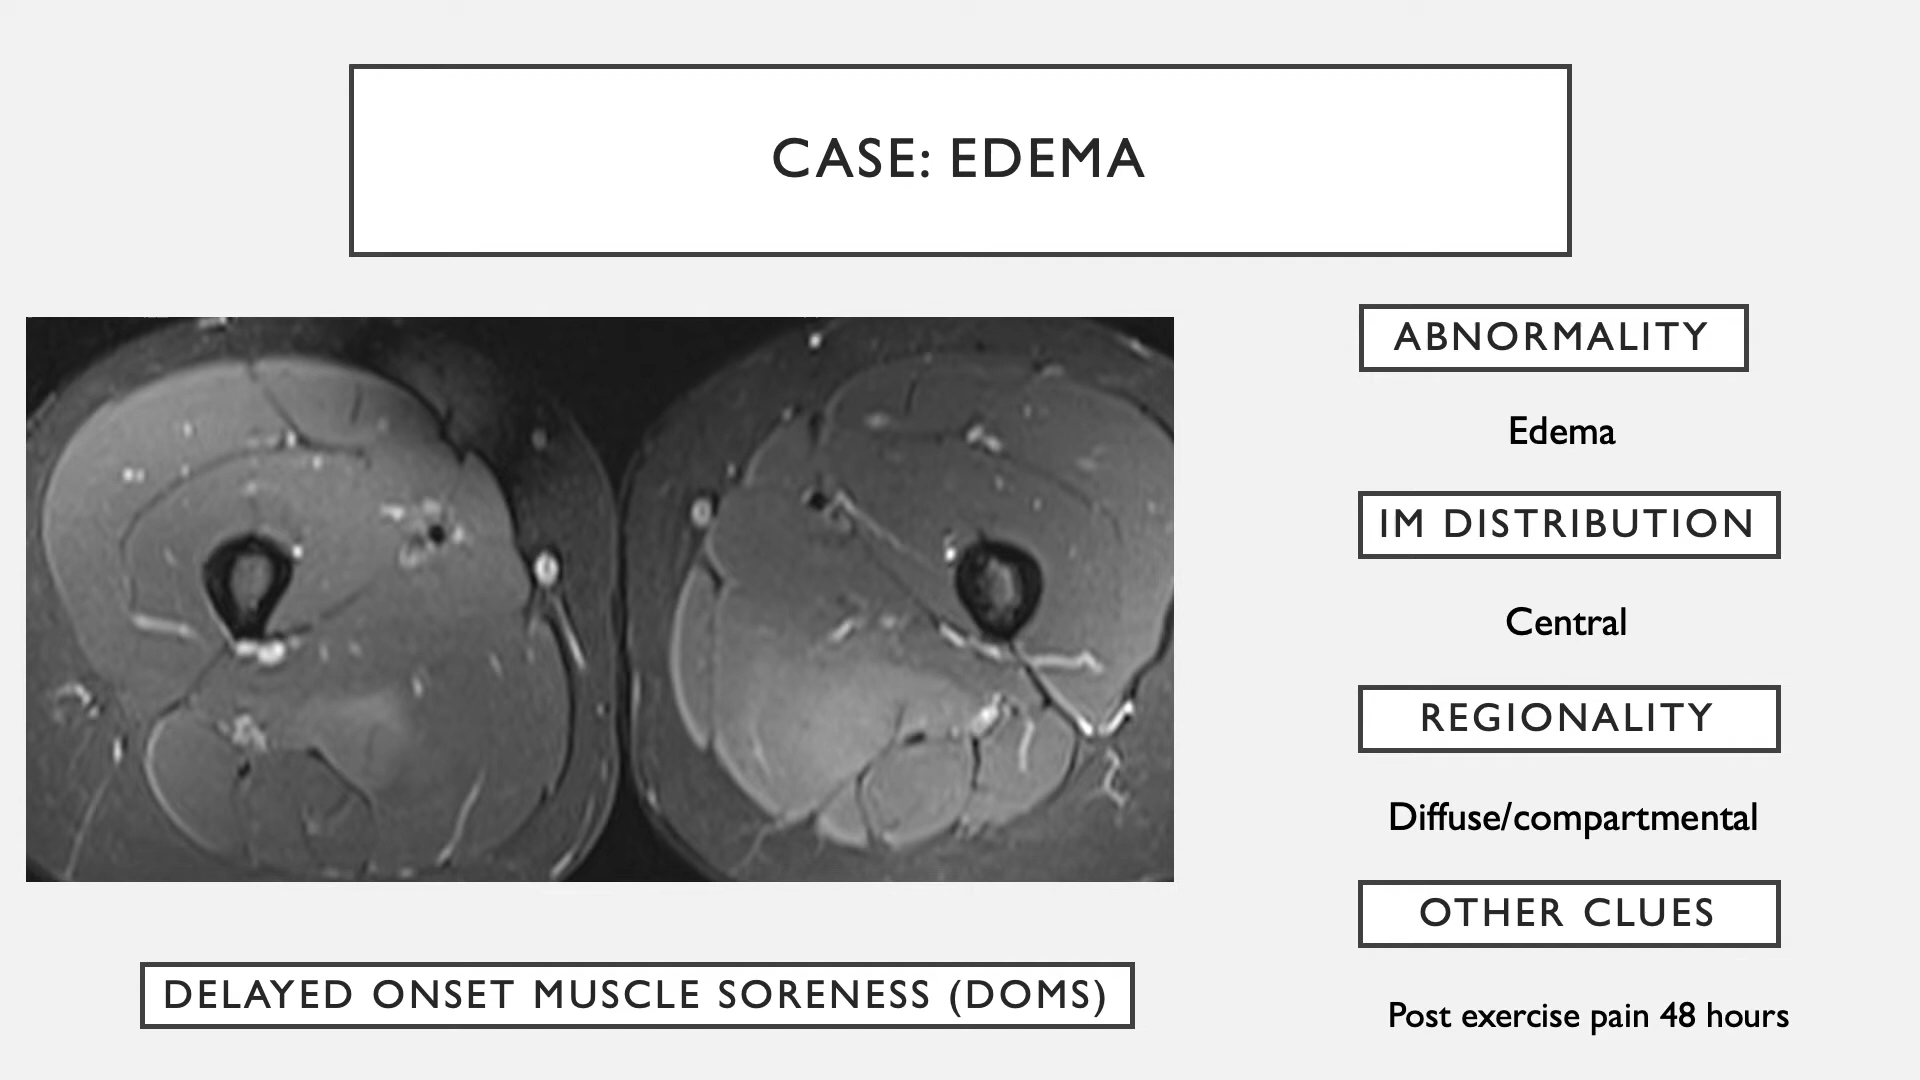 CASE: EDEMA
ABNORMALITY
Edema
IM DISTRIBUTION
Central
REGIONALITY
Diffuse/compartmental
OTHER CLUES
Post exercise pain 48 hours
DELAYED ONSET MUSCLE SORENESS (DOMS)